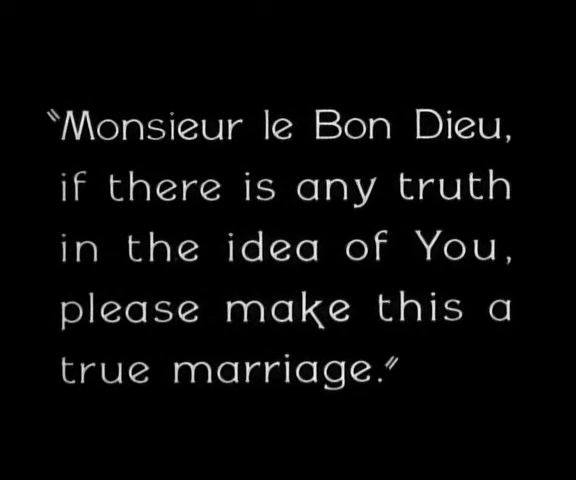 "Monsieur le Bon Dieu,
if there is any truth
in the idea of You,
please make this a
true marriage."